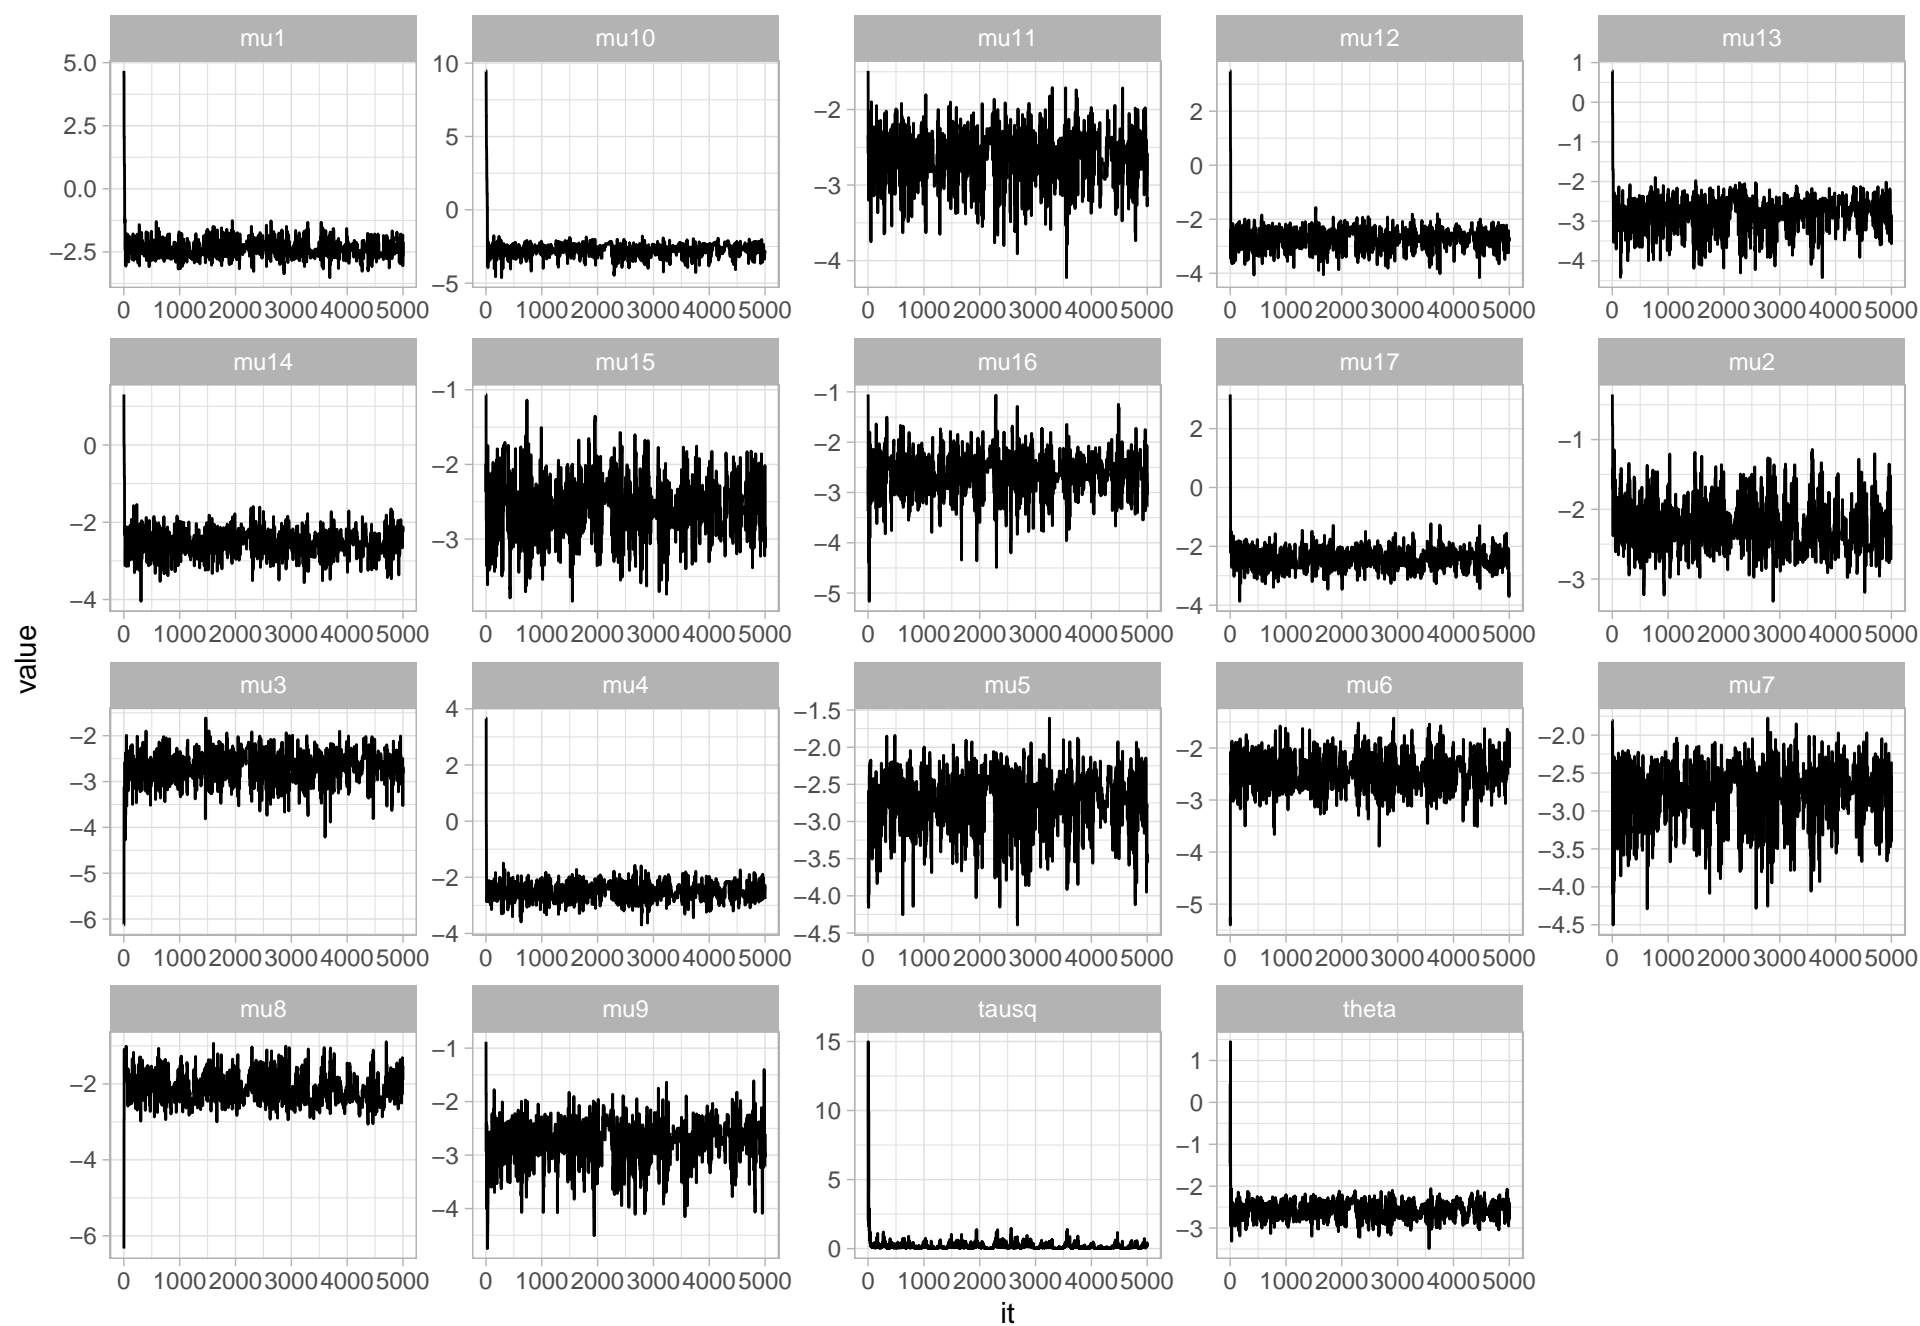 mu1 mu10 mu11 mu12 mu13
5.0 2.5 0.0 −2.5
10 5 0 −5
−2 −3 −4
2 0 −2 −4
1 0 −1 −2 −3 −4
0 1000 2000 3000 4000 5000 0 1000 2000 3000 4000 5000 0 1000 2000 3000 4000 5000 0 1000 2000 3000 4000 5000 0 1000 2000 3000 4000 5000
mu14 mu15 mu16 mu17 mu2
0 −2 −4
−1 −2 −3
−1 −2 −3 −4 −5
2 0 −2 −4
−1 −2 −3
0 1000 2000 3000 4000 5000 0 1000 2000 3000 4000 5000 0 1000 2000 3000 4000 5000 0 1000 2000 3000 4000 5000 0 1000 2000 3000 4000 5000
value
mu3 mu4 mu5 mu6 mu7
−2 −3 −4 −5 −6
4 2 0 −2 −4
−1.5 −2.0 −2.5 −3.0 −3.5 −4.0 −4.5
−2 −3 −4 −5
−2.0 −2.5 −3.0 −3.5 −4.0 −4.5
0 1000 2000 3000 4000 5000 0 1000 2000 3000 4000 5000 0 1000 2000 3000 4000 5000 0 1000 2000 3000 4000 5000 0 1000 2000 3000 4000 5000
mu8 mu9 tausq theta
−2 −4 −6
−1 −2 −3 −4
15 10 5 0
1 0 −1 −2 −3
0 1000 2000 3000 4000 5000 0 1000 2000 3000 4000 5000 0 1000 2000 3000 4000 5000 0 1000 2000 3000 4000 5000
it